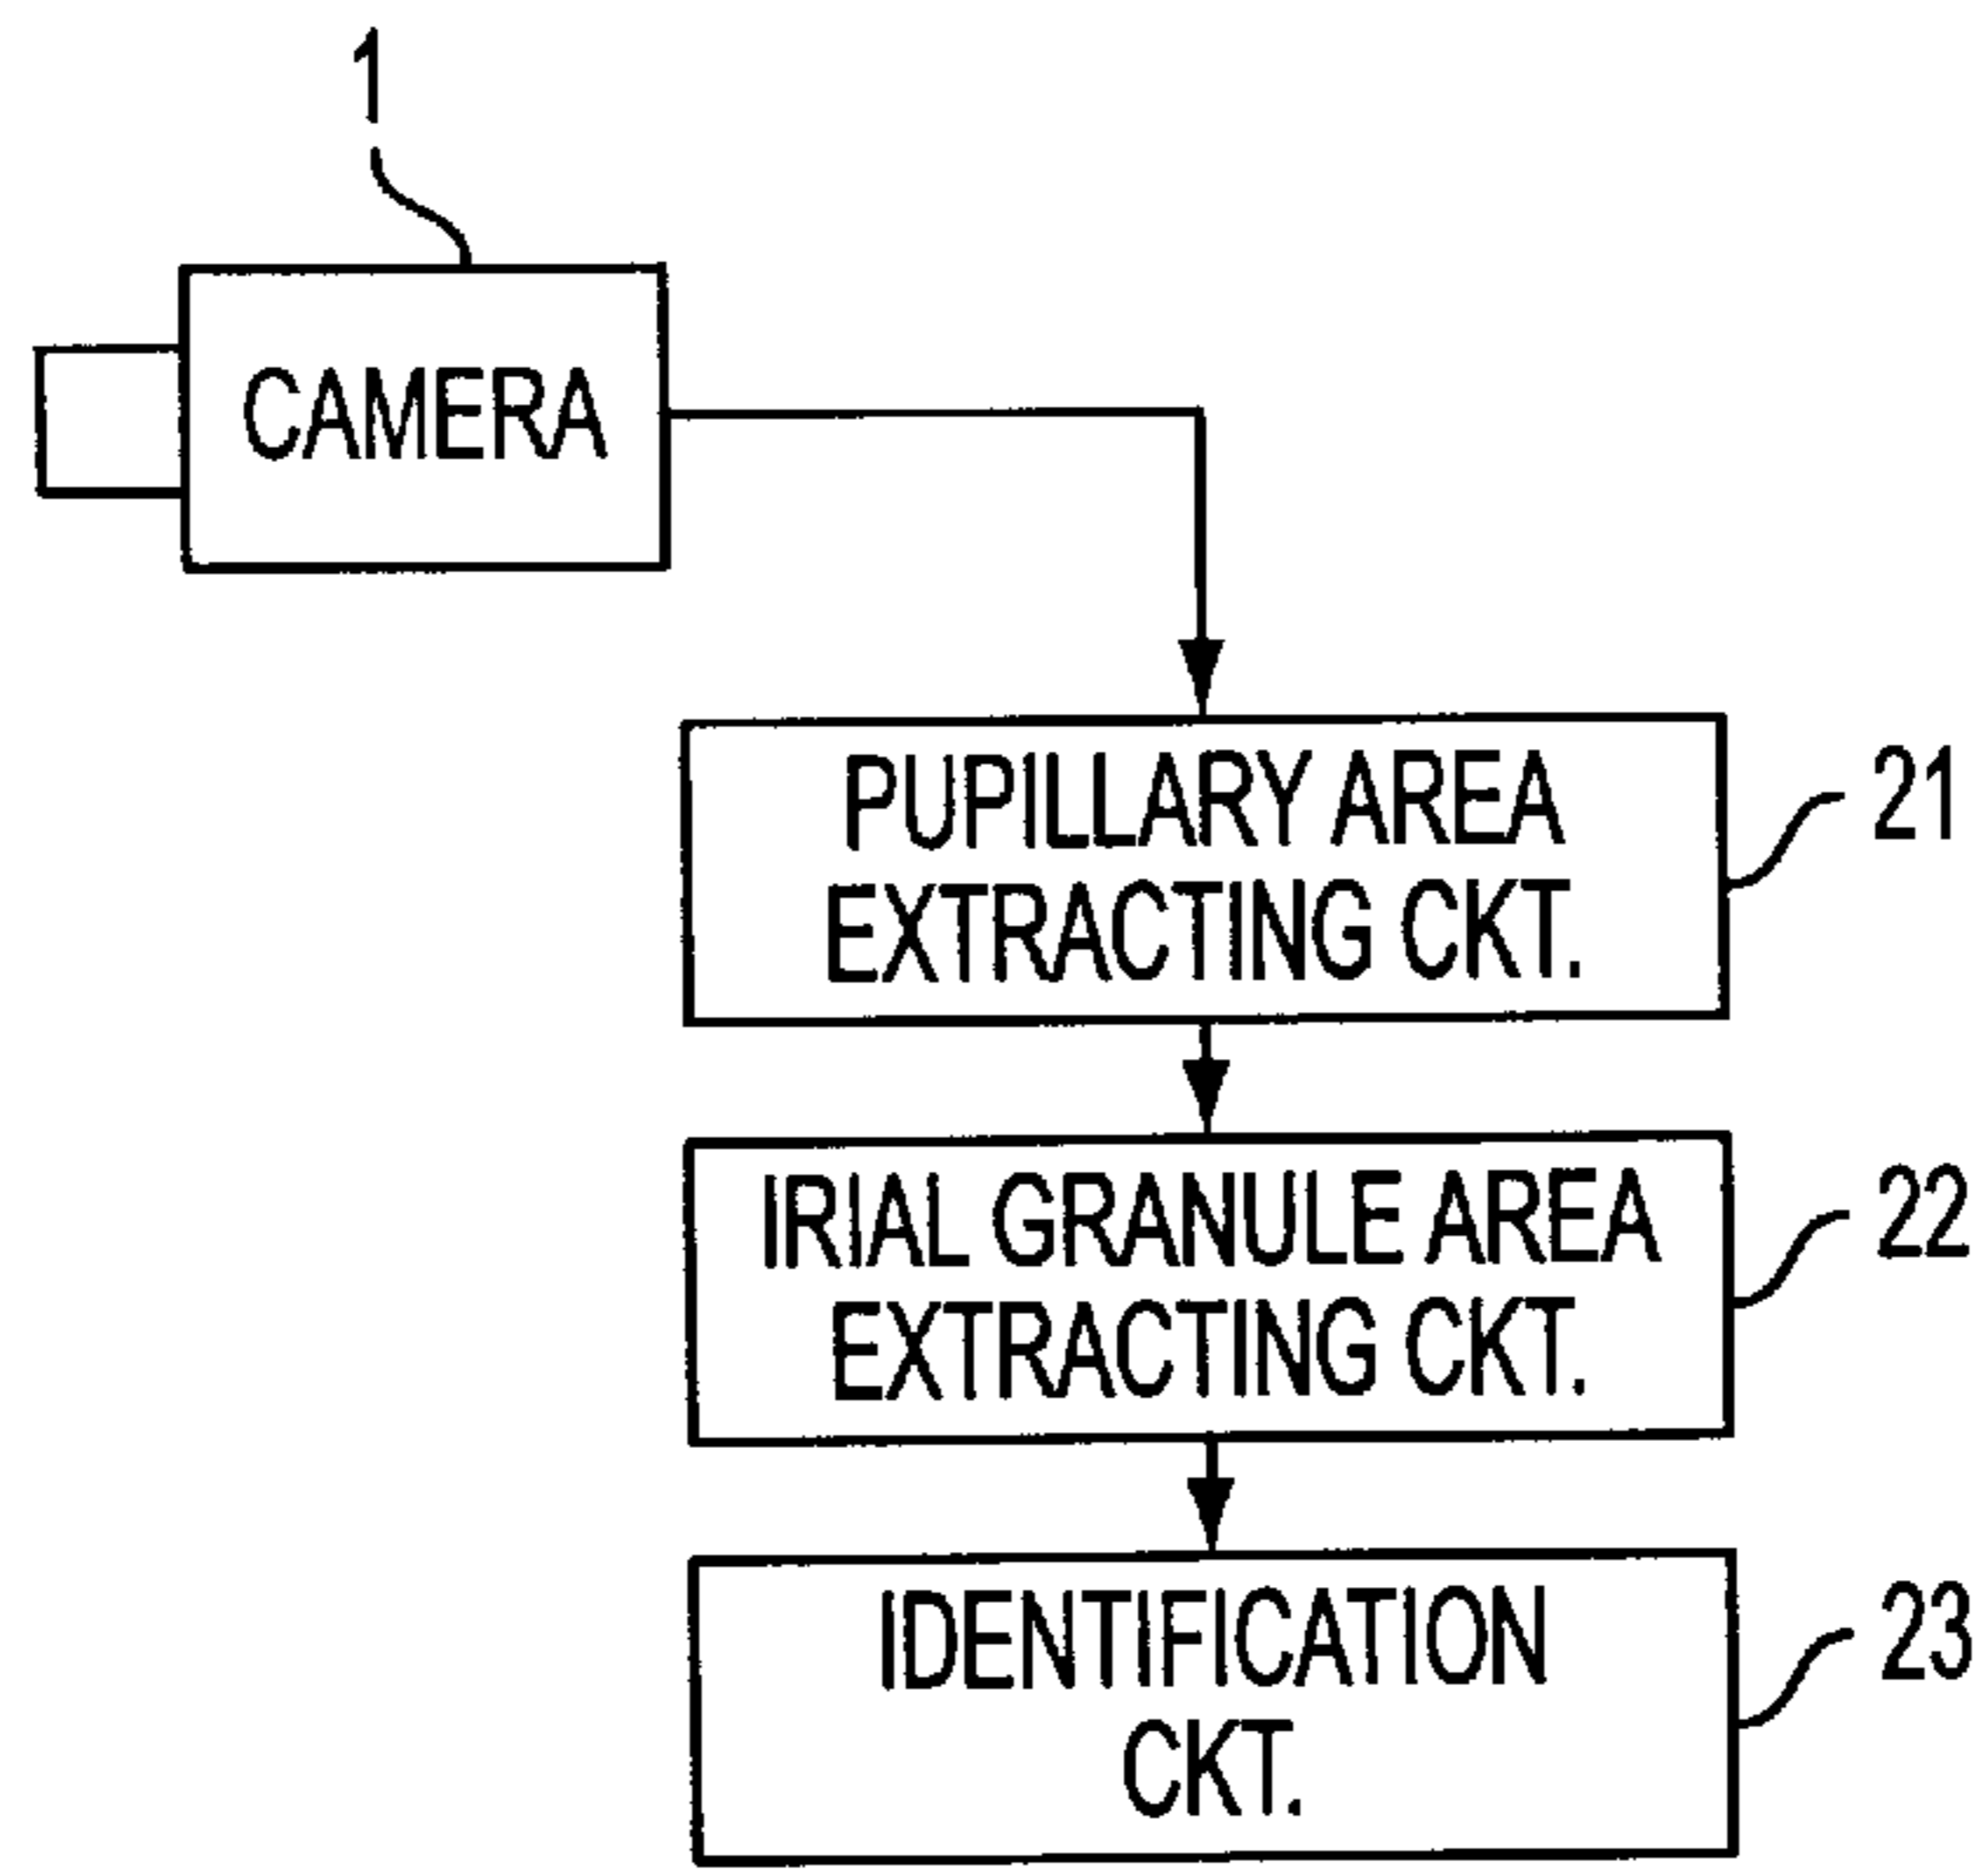 1
CAMERA
PUPILLARY AREA
EXTRACTING CKT.
21
IRIAL GRANULE AREA
EXTRACTING CKT.
22
IDENTIFICATION
CKT.
23